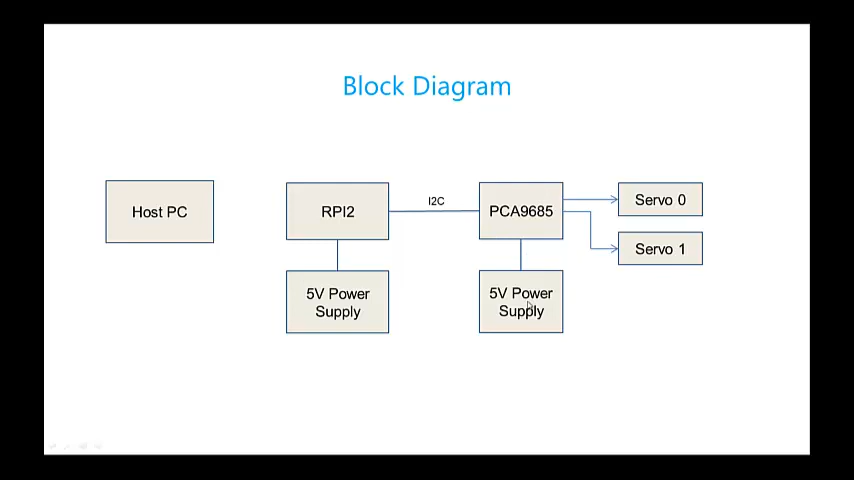 Block Diagram
Host PC
RPI2
I2C
PCA9685
Servo 0
Servo 1
5V Power
Supply
5V Power
Supply